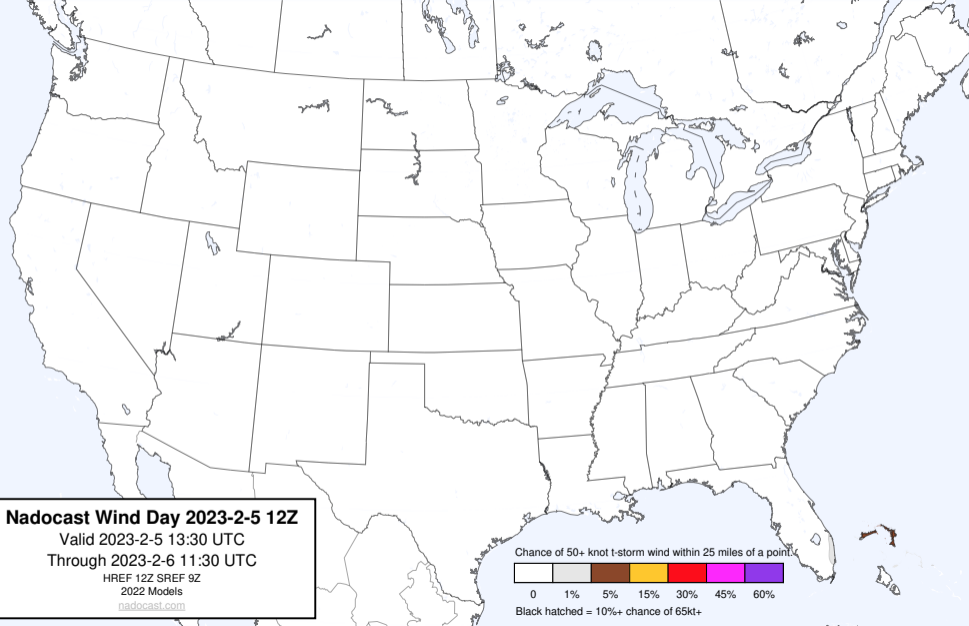 Nadocast Wind Day 2023-2-5 12Z
Valid 2023-2-5 13:30 UTC
Through 2023-2-6 11:30 UTC
HREF 12Z SREF 9Z
2022 Models
nadocast.com
Chance of 50+ knot t-storm wind within 25 miles of a point.
0 1% 5% 15% 30% 45% 60%
Black hatched = 10%+ chance of 65kt+